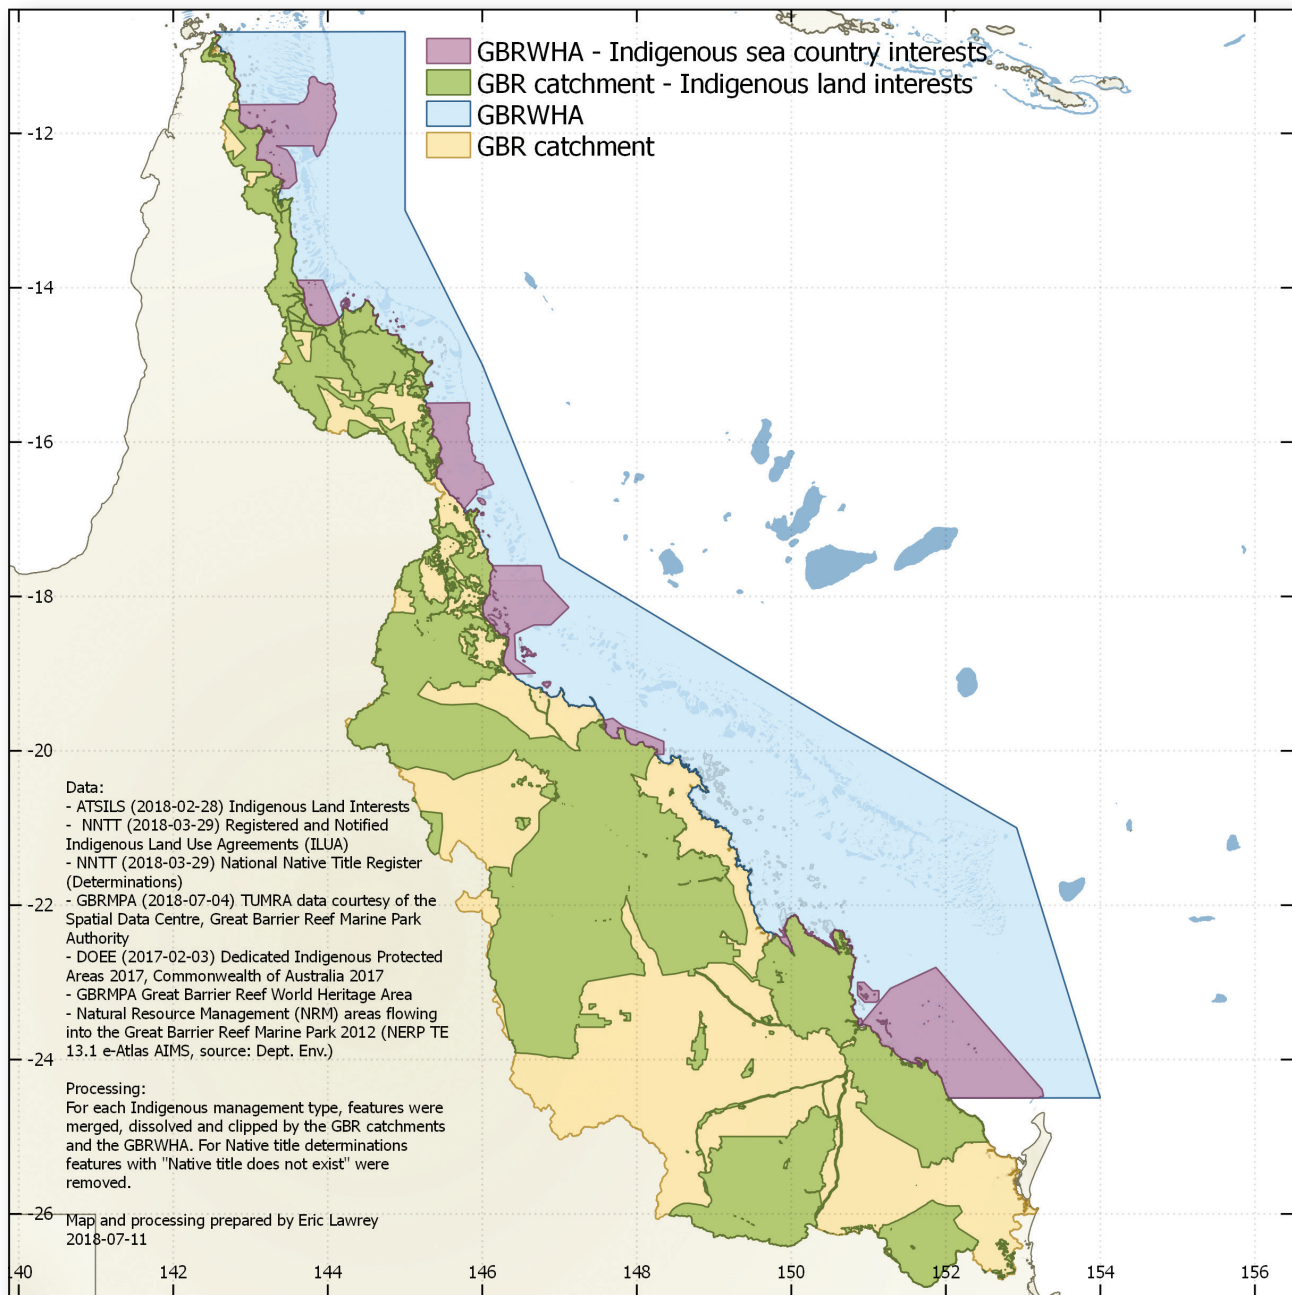 GBRWHA - Indigenous sea country interests
GBR catchment - Indigenous land interests
GBRWHA
GBR catchment
-12
-14
-16
-18
-20
-22
-24
-26
Data:
- ATSILS (2018-02-28) Indigenous Land Interests
-  NNTT (2018-03-29) Registered and Notified
Indigenous Land Use Agreements (ILUA)
- NNTT (2018-03-29) National Native Title Register
(Determinations)
- GBRMPA (2018-07-04) TUMRA data courtesy of the
Spatial Data Centre, Great Barrier Reef Marine Park
Authority
- DOEE (2017-02-03) Dedicated Indigenous Protected
Areas 2017, Commonwealth of Australia 2017
- GBRMPA Great Barrier Reef World Heritage Area
- Natural Resource Management (NRM) areas flowing
into the Great Barrier Reef Marine Park 2012 (NERP TE
13.1 e-Atlas AIMS, source: Dept. Env.)
Processing:
For each Indigenous management type, features were
merged, dissolved and clipped by the GBR catchments
and the GBRWHA. For Native title determinations
features with "Native title does not exist" were
removed.
Map and processing prepared by Eric Lawrey
2018-07-11
140 142 144 146 148 150 152 154 156